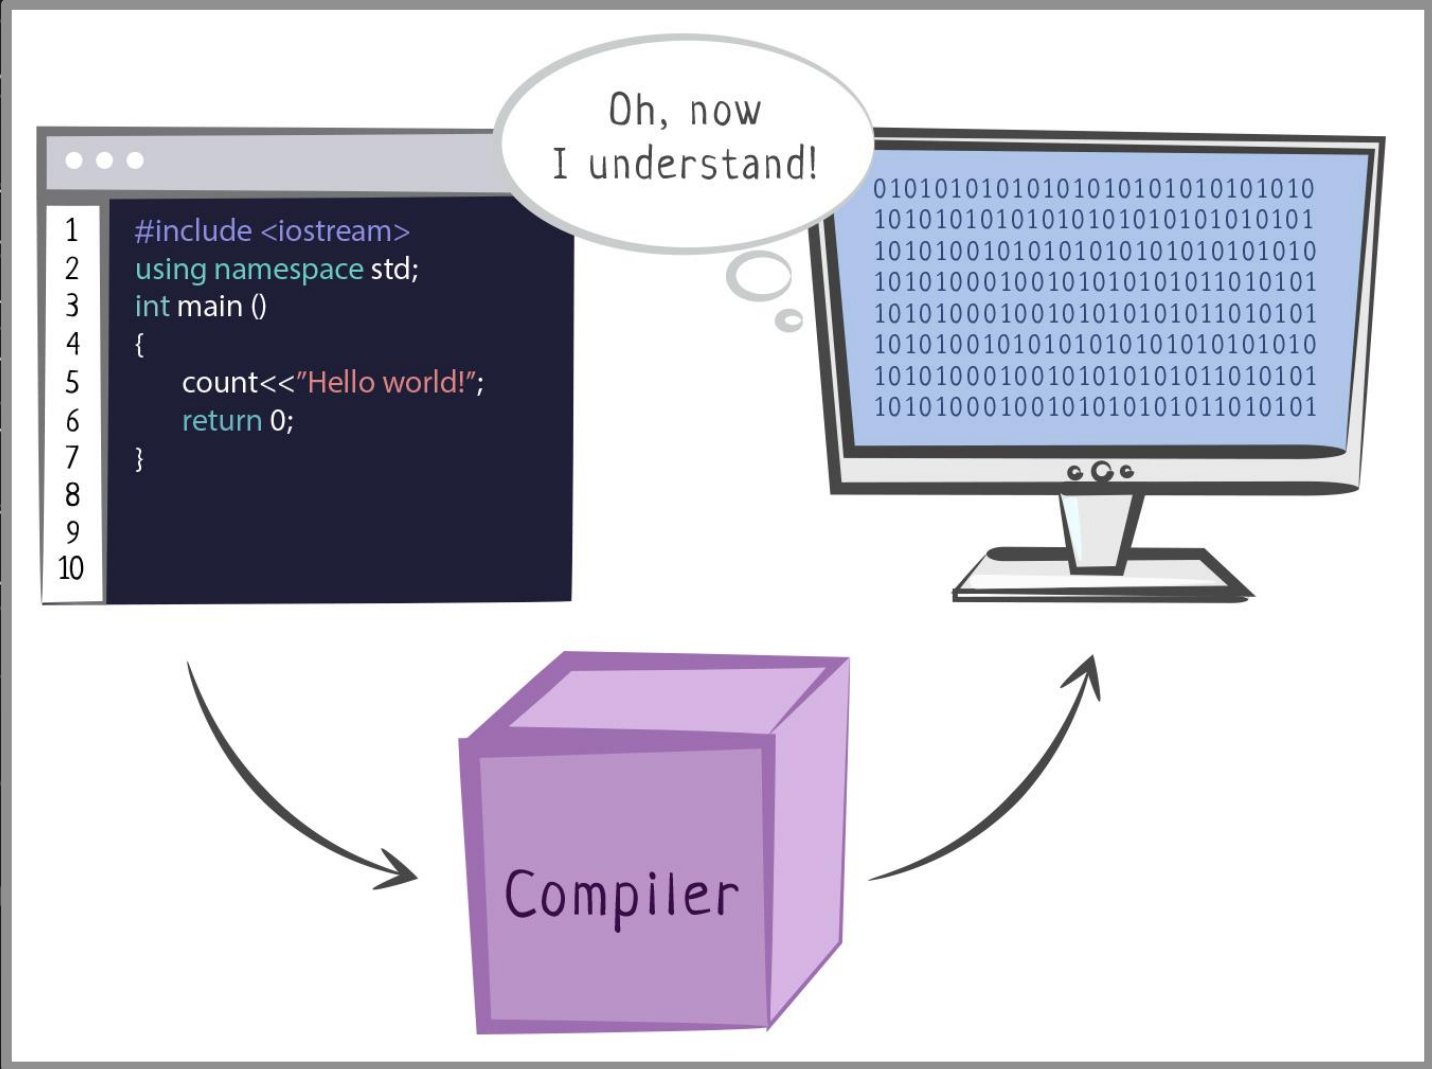 Oh, now
I understand!
1 #include <iostream>
2 using namespace std;
3 int main ()
4 {
5 count<<"Hello world!";
6 return 0;
7 }
8
9
10
01010101010101010101010101010
10101010101010101010101010101
10101001010101010101010101010
10101000100101010101011010101
10101000100101010101011010101
10101001010101010101010101010
10101000100101010101011010101
10101000100101010101011010101
Compiler